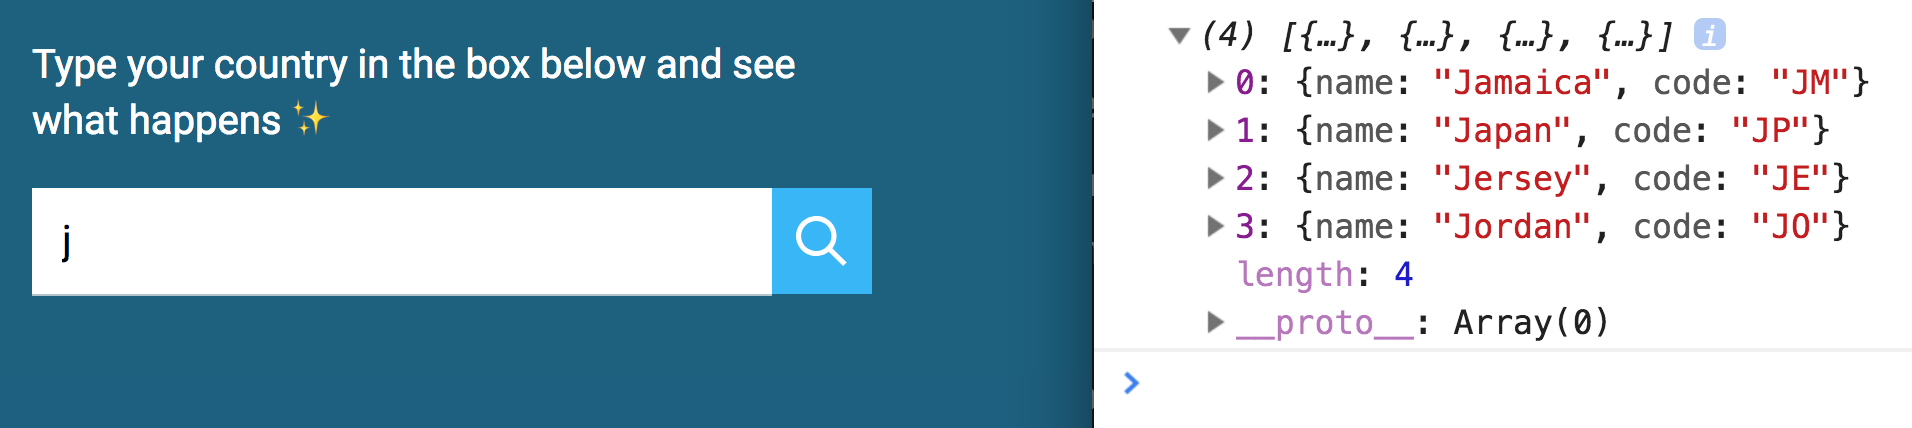 Type your country in the box below and see
what happens ✨
j
(4) [{…}, {…}, {…}, {…}] i
0: {name: "Jamaica", code: "JM"}
1: {name: "Japan", code: "JP"}
2: {name: "Jersey", code: "JE"}
3: {name: "Jordan", code: "JO"}
length: 4
__proto__: Array(0)